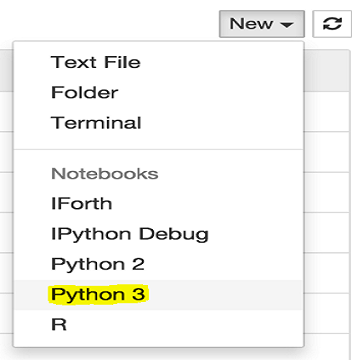 New
Text File
Folder
Terminal
Notebooks
IForth
IPython Debug
Python 2
Python 3
R